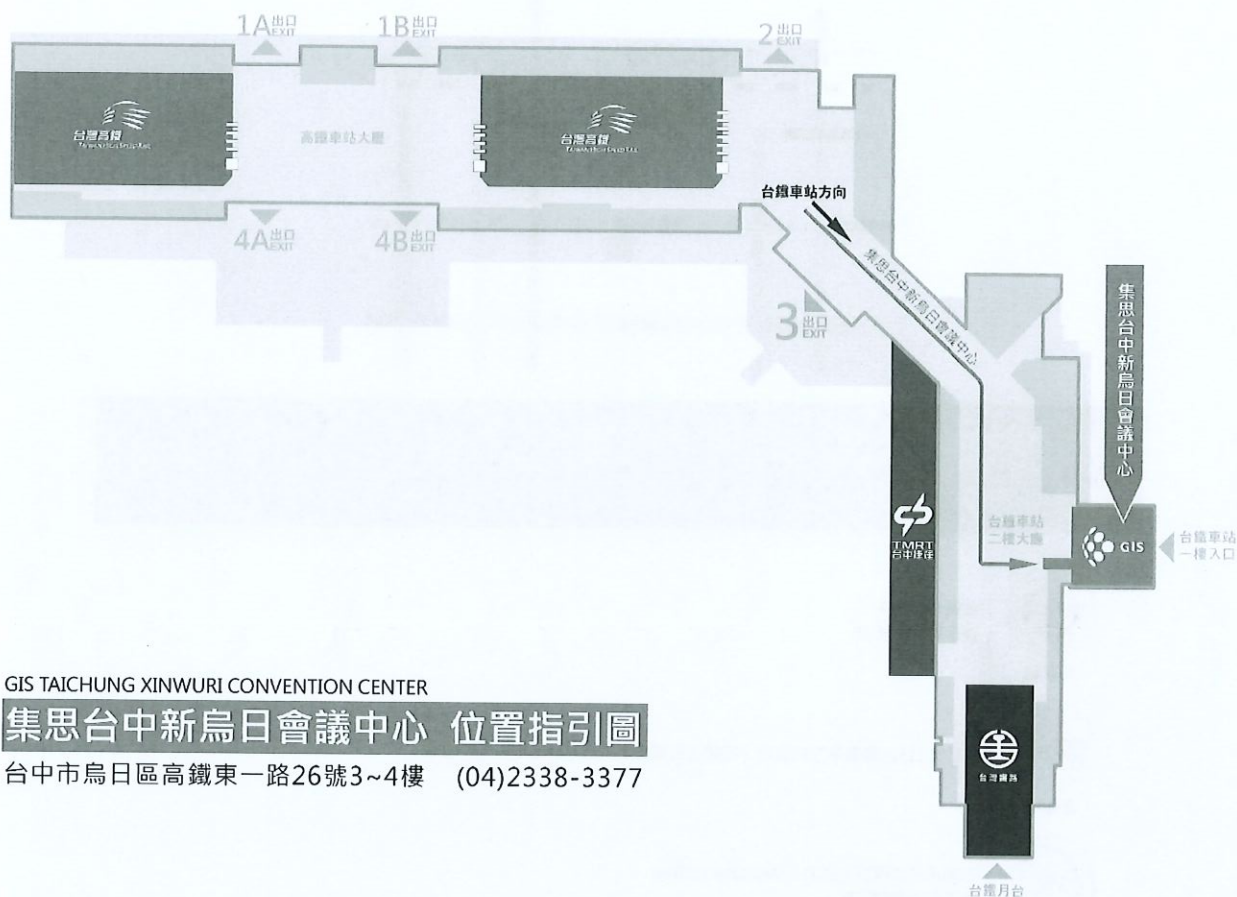 1A出口 EXIT
1B出口 EXIT
2出口 EXIT
台灣高鐵
高鐵車站大廳
台灣高鐵
台鐵車站方向
4A出口 EXIT
4B出口 EXIT
3出口 EXIT
集思台中新烏日會議中心
集思台中新烏日會議中心
TMRT
台中捷運
台鐵車站
二樓大廳
GIS
台鐵車站
一樓入口
GIS TAICHUNG XINWURI CONVENTION CENTER
集思台中新烏日會議中心 位置指引圖
台中市烏日區高鐵東一路26號3~4樓 (04)2338-3377
台鐵月台